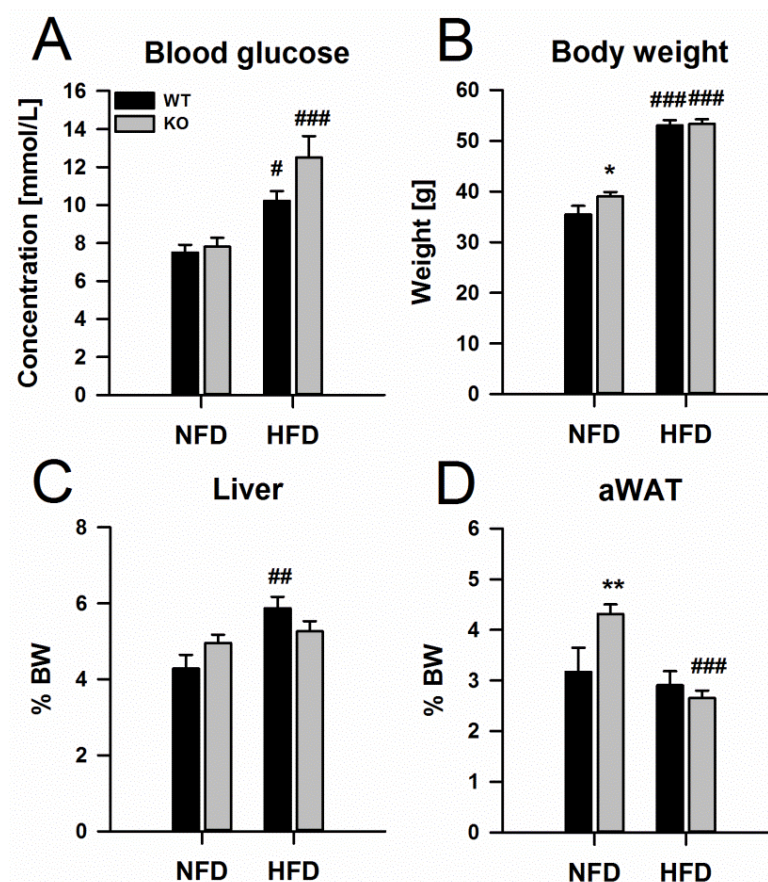 A
Blood glucose
Concentration [mmol/L]
16
14
12
10
8
6
4
2
0
WT
KO
#
###
NFD
HFD
B
Body weight
Weight [g]
60
50
40
30
20
10
0
*
###
###
NFD
HFD
C
Liver
% BW
8
6
4
2
0
##
NFD
HFD
D
aWAT
% BW
6
5
4
3
2
1
0
**
###
NFD
HFD